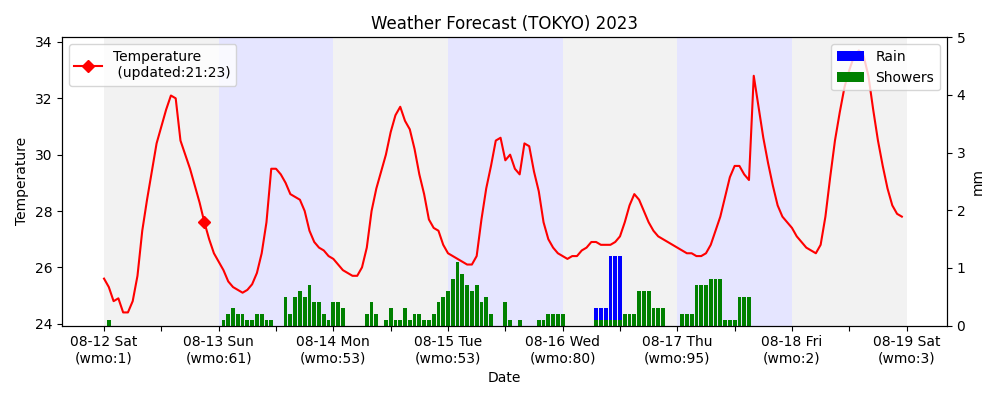 Weather Forecast (TOKYO) 2023
Temperature
(updated:21:23)
Rain
Showers
34
32
30
28
26
24
Temperature
5
4
3
2
1
0
mm
08-12 Sat
(wmo:1)
08-13 Sun
(wmo:61)
08-14 Mon
(wmo:53)
08-15 Tue
(wmo:53)
08-16 Wed
(wmo:80)
08-17 Thu
(wmo:95)
08-18 Fri
(wmo:2)
08-19 Sat
(wmo:3)
Date